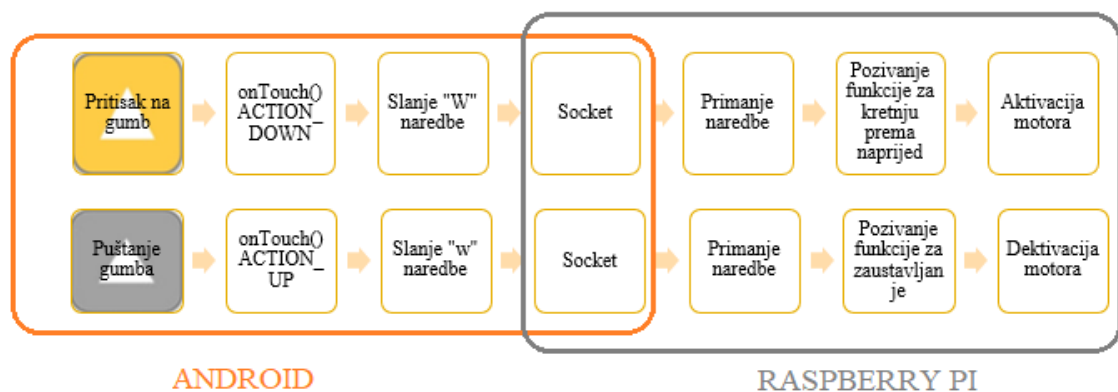 Pritisak na
gumb
onTouch()
ACTION_
DOWN
Slanje "W"
naredbe
Socket
Primanje
naredbe
Pozivanje
funkcije za
kretnju
prema
naprijed
Aktivacija
motora
Puštanje
gumba
onTouch()
ACTION_
UP
Slanje "w"
naredbe
Socket
Primanje
naredbe
Pozivanje
funkcije za
zaustavljan
je
Dektivacija
motora
ANDROID
RASPBERRY PI